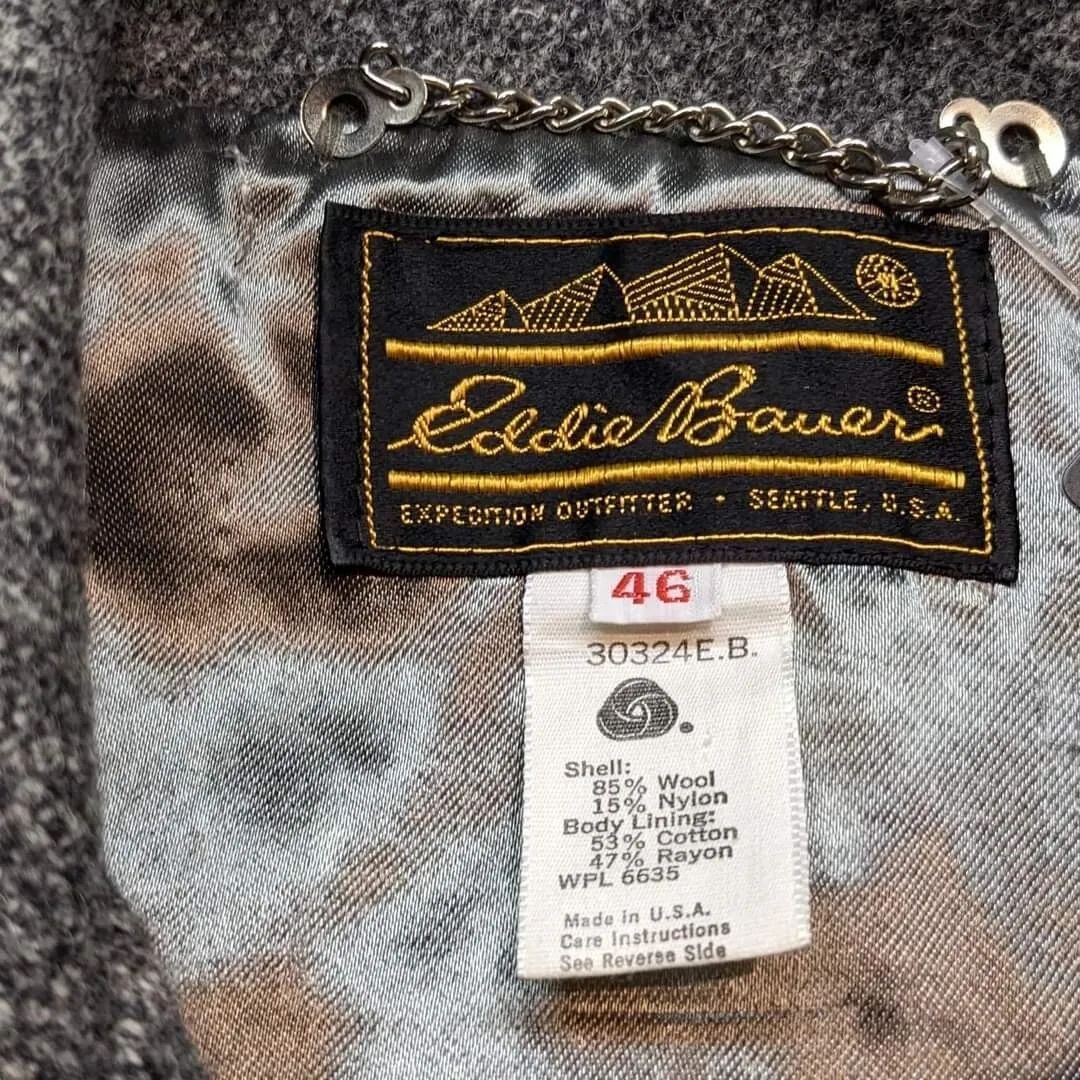 Eddie Bauer®
EXPEDITION OUTFITTER • SEATTLE, U.S.A.
46
30324E.B.
Shell:
85% Wool
15% Nylon
Body Lining:
53% Cotton
47% Rayon
WPL 6635
Made in U.S.A.
Care Instructions
See Reverse Side